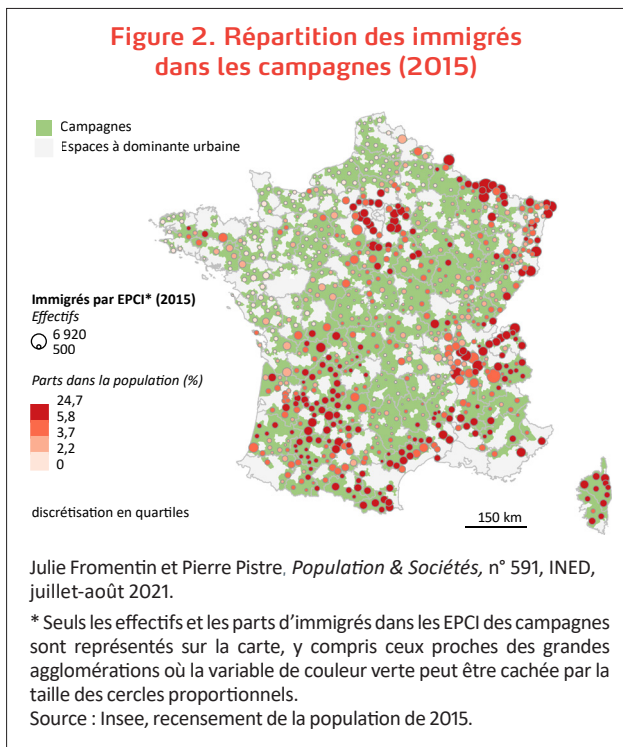 Figure 2. Répartition des immigrés
dans les campagnes (2015)
Campagnes
Espaces à dominante urbaine
Immigrés par EPCI* (2015)
Effectifs
6 920
500
Parts dans la population (%)
24,7
5,8
3,7
2,2
0
discrétisation en quartiles
150 km
Julie Fromentin et Pierre Pistre, Population & Sociétés, n° 591, INED,
juillet-août 2021.
* Seuls les effectifs et les parts d’immigrés dans les EPCI des campagnes
sont représentés sur la carte, y compris ceux proches des grandes
agglomérations où la variable de couleur verte peut être cachée par la
taille des cercles proportionnels.
Source : Insee, recensement de la population de 2015.